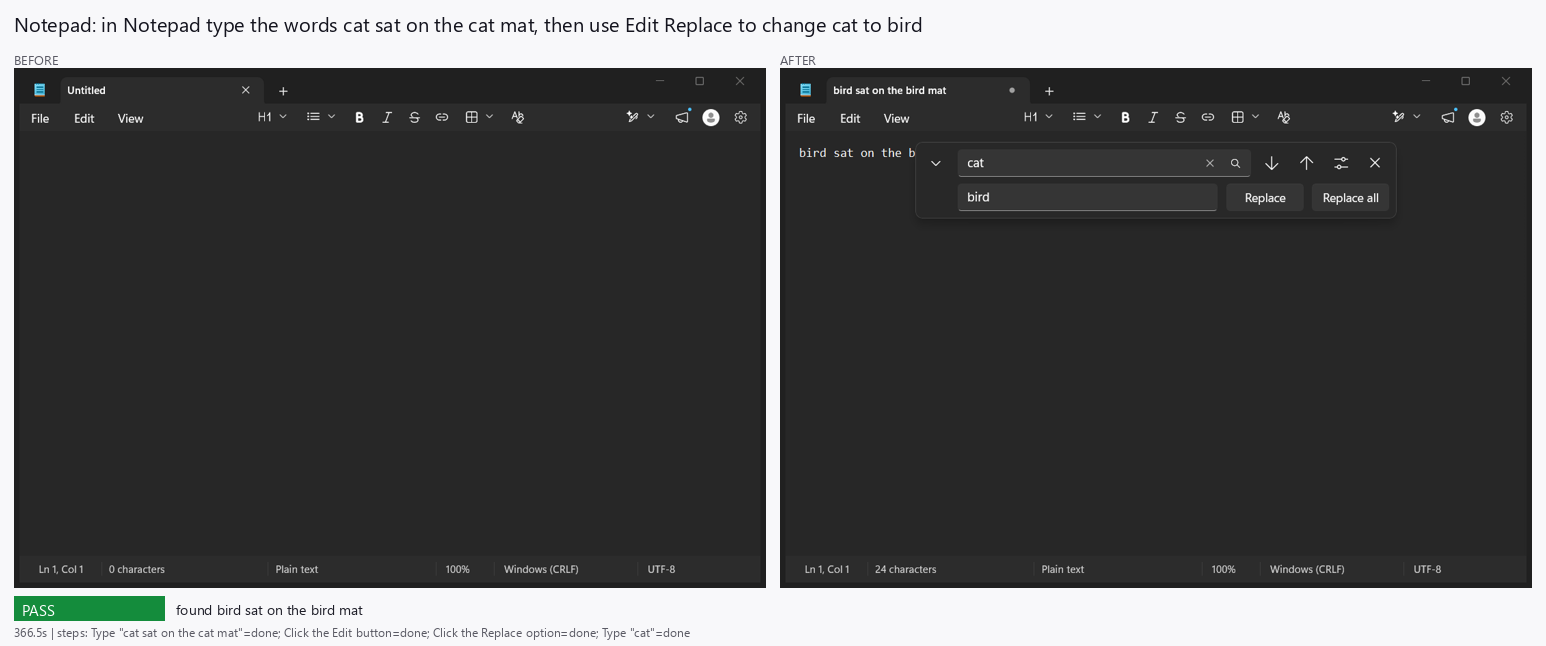 Notepad: in Notepad type the words cat sat on the cat mat, then use Edit Replace to change cat to bird
BEFORE
Untitled
File Edit View H1 B I S
Ln 1, Col 1 0 characters Plain text 100% Windows (CRLF) UTF-8
AFTER
bird sat on the bird mat
File Edit View H1 B I S
bird sat on the b
cat
bird Replace Replace all
Ln 1, Col 1 24 characters Plain text 100% Windows (CRLF) UTF-8
PASS found bird sat on the bird mat
366.5s | steps: Type "cat sat on the cat mat"=done; Click the Edit button=done; Click the Replace option=done; Type "cat"=done